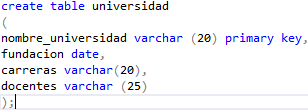 create table universidad
(
nombre_universidad varchar (20) primary key,
fundacion date,
carreras varchar(20),
docentes varchar (25)
);